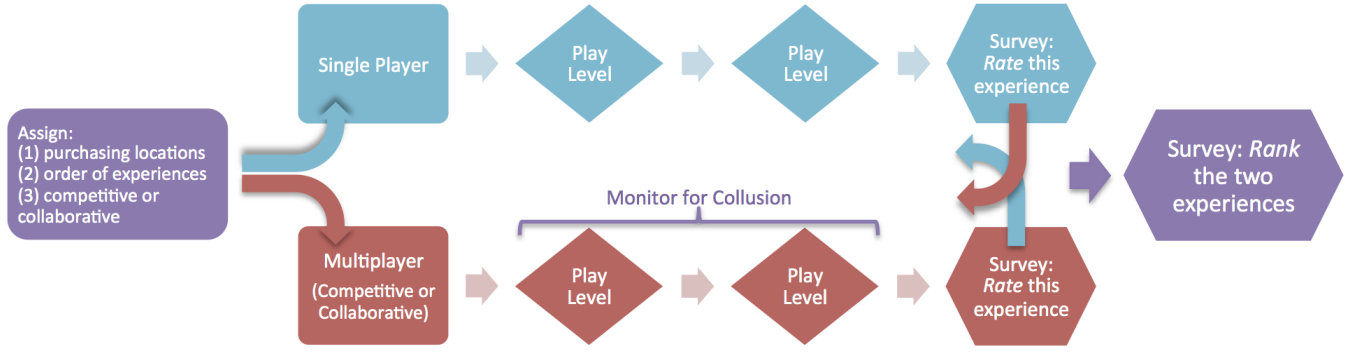 Assign:
(1) purchasing locations
(2) order of experiences
(3) competitive or
collaborative
Single Player
Play
Level
Play
Level
Survey:
Rate this
experience
Monitor for Collusion
Multiplayer
(Competitive or
Collaborative)
Play
Level
Play
Level
Survey:
Rate this
experience
Survey: Rank
the two
experiences